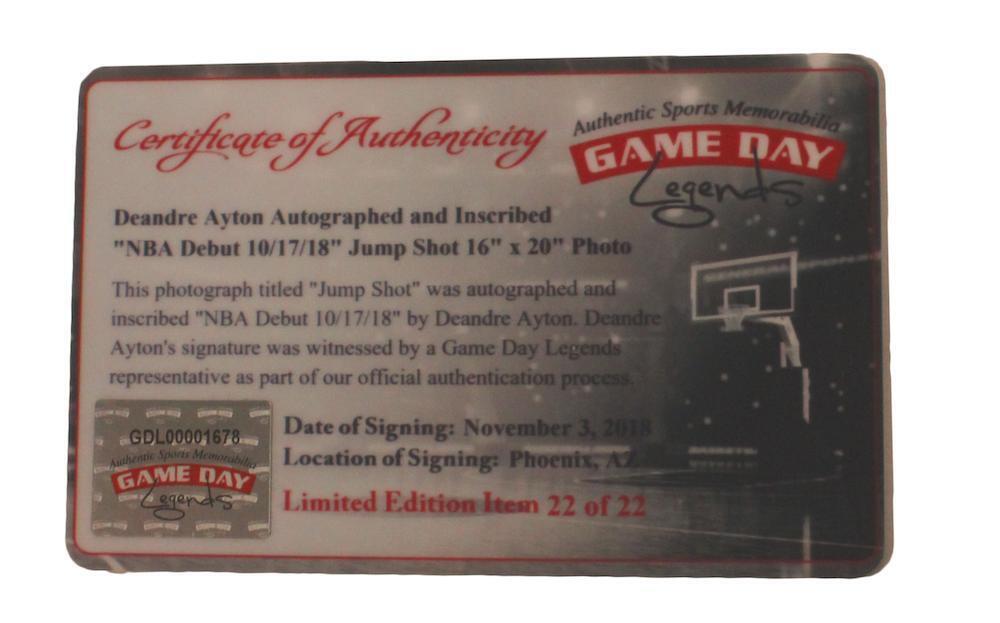 Certificate of Authenticity
Authentic Sports Memorabilia
GAME DAY
Legends
Deandre Ayton Autographed and Inscribed
"NBA Debut 10/17/18" Jump Shot 16" x 20" Photo
This photograph titled "Jump Shot" was autographed and
inscribed "NBA Debut 10/17/18" by Deandre Ayton. Deandre
Ayton's signature was witnessed by a Game Day Legends
representative as part of our official authentication process.
GDL00001678
Authentic Sports Memorabilia
GAME DAY
Legends
Date of Signing: November 3, 2018
Location of Signing: Phoenix, AZ
Limited Edition Item 22 of 22